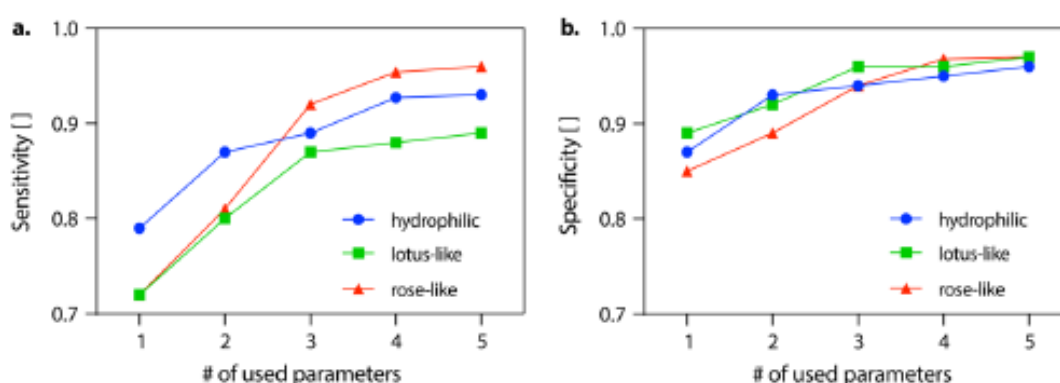 a.
1.0
0.9
0.8
0.7
Sensitivity [ ]
hydrophilic
lotus-like
rose-like
1 2 3 4 5
# of used parameters
b.
1.0
0.9
0.8
0.7
Specificity [ ]
hydrophilic
lotus-like
rose-like
1 2 3 4 5
# of used parameters